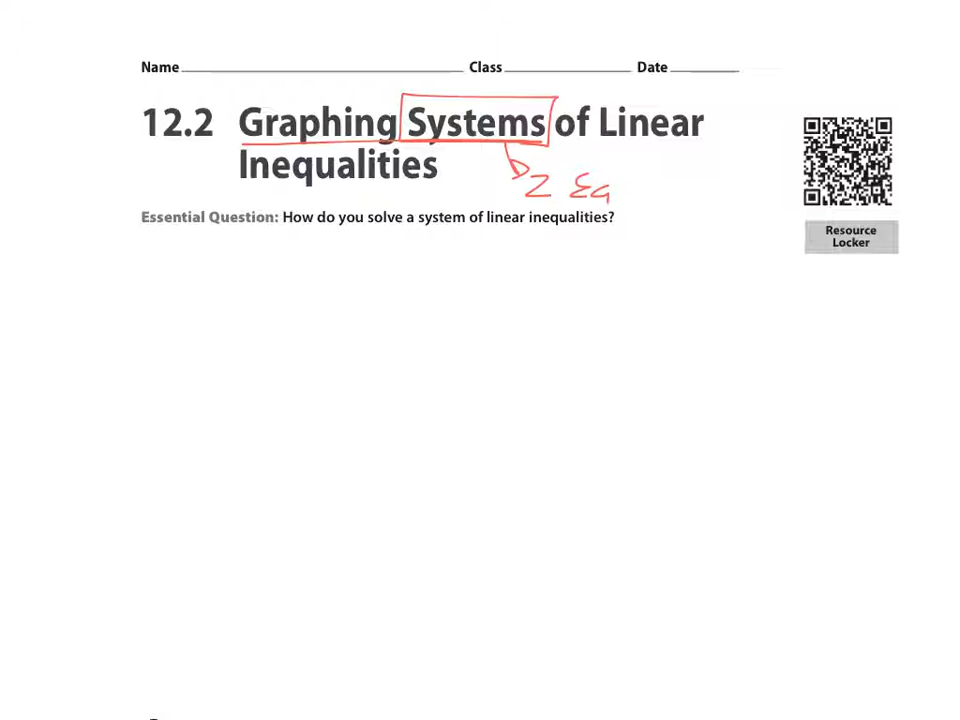 Name Class Date
12.2 Graphing Systems of Linear
Inequalities
2 Eq
Essential Question: How do you solve a system of linear inequalities?
Resource
Locker